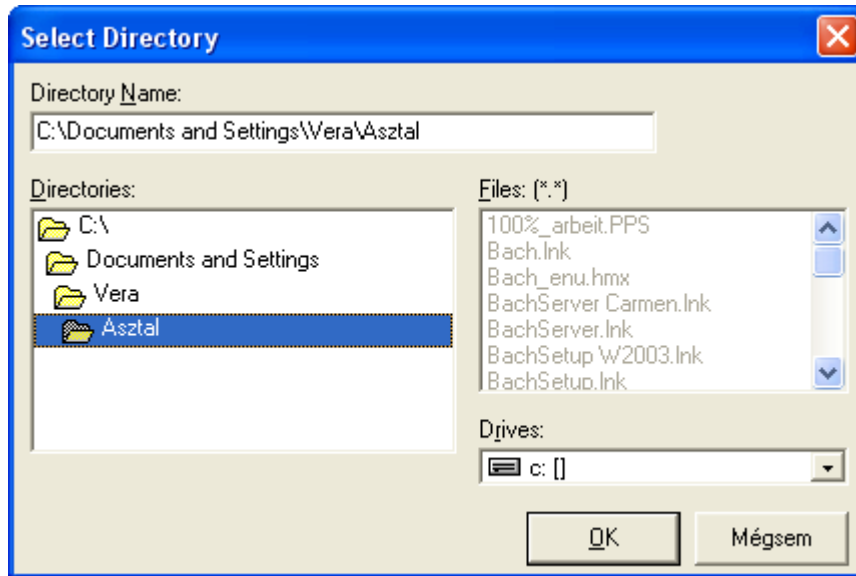 Select Directory
Directory Name:
C:\Documents and Settings\Vera\Asztal
Directories:
C:\
Documents and Settings
Vera
Asztal
Files: (*.*)
100%_arbeit.PPS
Bach.lnk
Bach_enu.hmx
BachServer Carmen.lnk
BachServer.lnk
BachSetup W2003.lnk
BachSetup.lnk
Drives:
c: []
OK
Mégsem